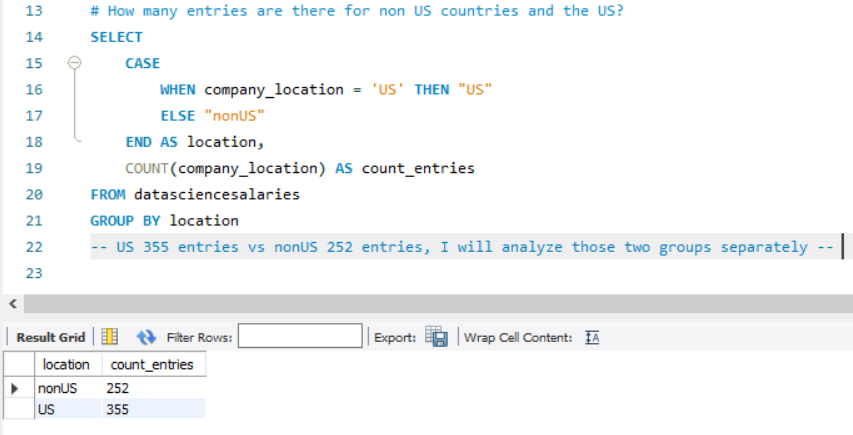 13 # How many entries are there for non US countries and the US?
14 SELECT
15 CASE
16 WHEN company_location = 'US' THEN "US"
17 ELSE "nonUS"
18 END AS location,
19 COUNT(company_location) AS count_entries
20 FROM datasciencesalaries
21 GROUP BY location
22 -- US 355 entries vs nonUS 252 entries, I will analyze those two groups separately --
23
Result Grid Filter Rows: Export: Wrap Cell Content: IA
location count_entries
nonUS 252
US 355